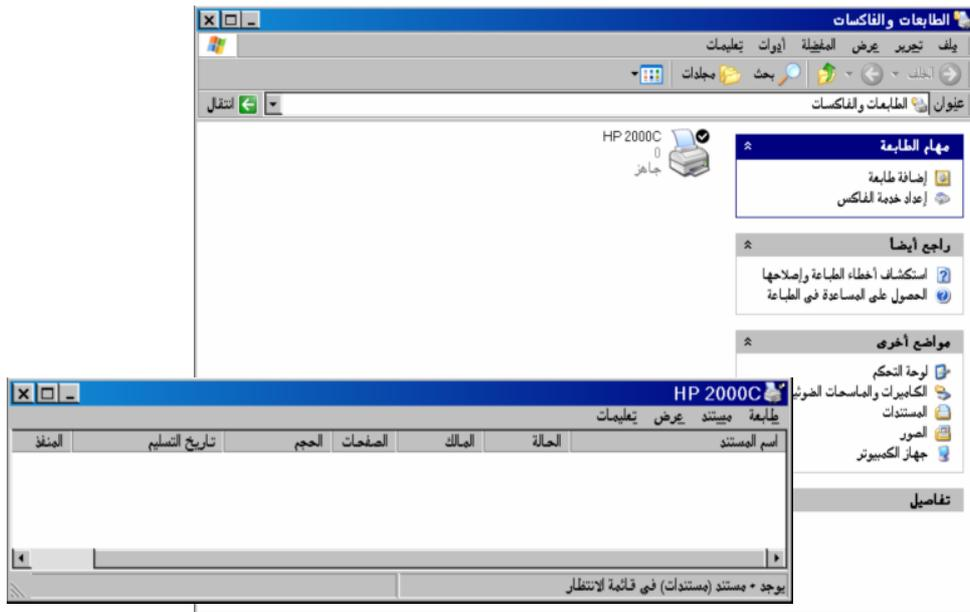 الطابعات والفاكسات
ملف تحرير عرض المفضلة أدوات تعليمات
الخلف بحث مجلدات
عنوان الطابعات والفاكسات انتقال
HP 2000C
0
جاهز
مهام الطابعة
إضافة طابعة
إعداد خدمة الفاكس
راجع أيضاً
استكشاف أخطاء الطباعة وإصلاحها
الحصول على المساعدة في الطباعة
مواضع أخرى
لوحة التحكم
الكاميرات والماسحات الضوئي
المستندات
الصور
جهاز الكمبيوتر
تفاصيل
HP 2000C
طابعة مستند عرض تعليمات
اسم المستند الحالة المالك الصفحات الحجم تاريخ التسليم المنفذ
يوجد ٠ مستند (مستندات) في قائمة الانتظار